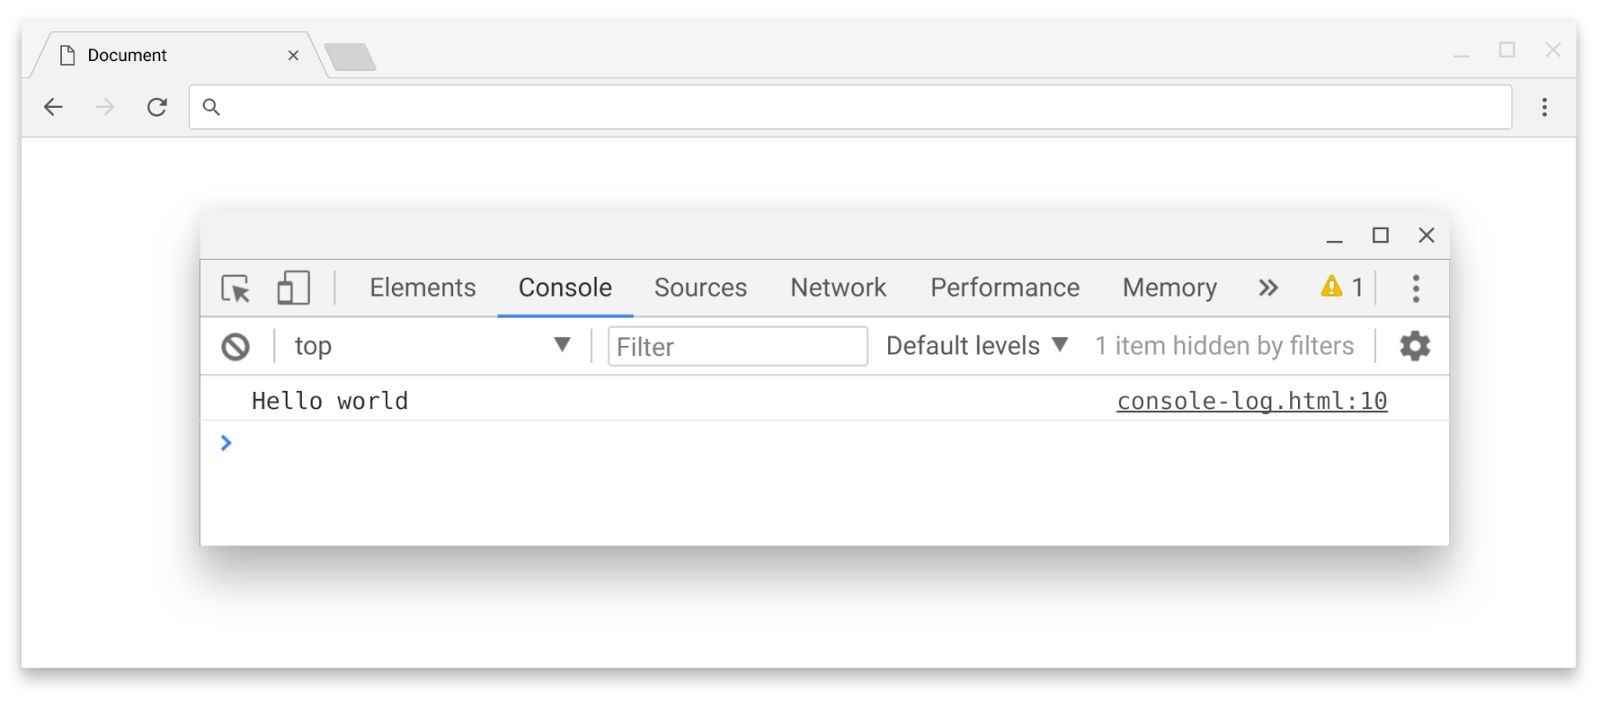 Document
Elements Console Sources Network Performance Memory 1
top Filter Default levels 1 item hidden by filters
Hello world console-log.html:10